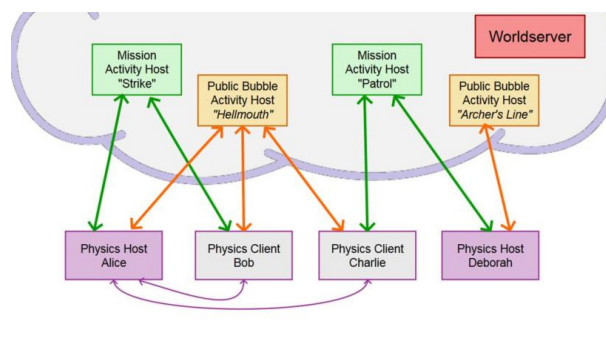 Worldserver
Mission
Activity Host
"Strike"
Public Bubble
Activity Host
"Hellmouth"
Mission
Activity Host
"Patrol"
Public Bubble
Activity Host
"Archer's Line"
Physics Host
Alice
Physics Client
Bob
Physics Client
Charlie
Physics Host
Deborah